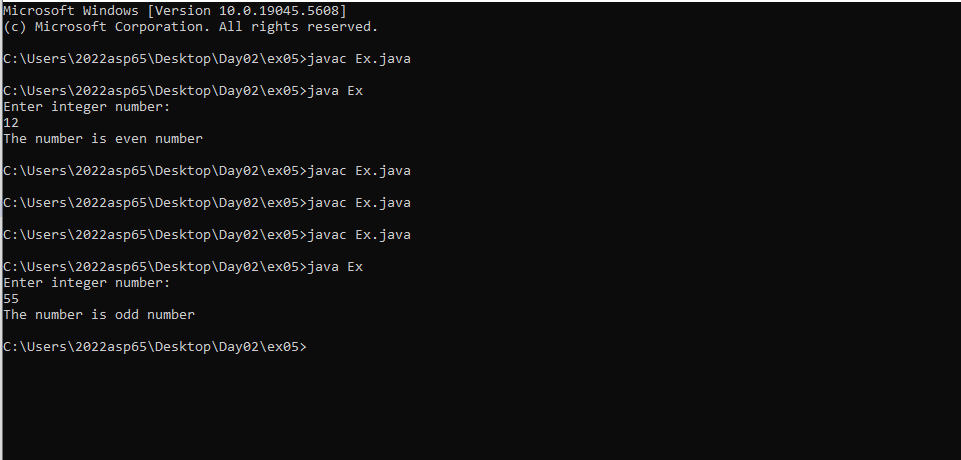 Microsoft Windows [Version 10.0.19045.5608]
(c) Microsoft Corporation. All rights reserved.
C:\Users\2022asp65\Desktop\Day02\ex05>javac Ex.java
C:\Users\2022asp65\Desktop\Day02\ex05>java Ex
Enter integer number:
12
The number is even number
C:\Users\2022asp65\Desktop\Day02\ex05>javac Ex.java
C:\Users\2022asp65\Desktop\Day02\ex05>javac Ex.java
C:\Users\2022asp65\Desktop\Day02\ex05>javac Ex.java
C:\Users\2022asp65\Desktop\Day02\ex05>java Ex
Enter integer number:
55
The number is odd number
C:\Users\2022asp65\Desktop\Day02\ex05>